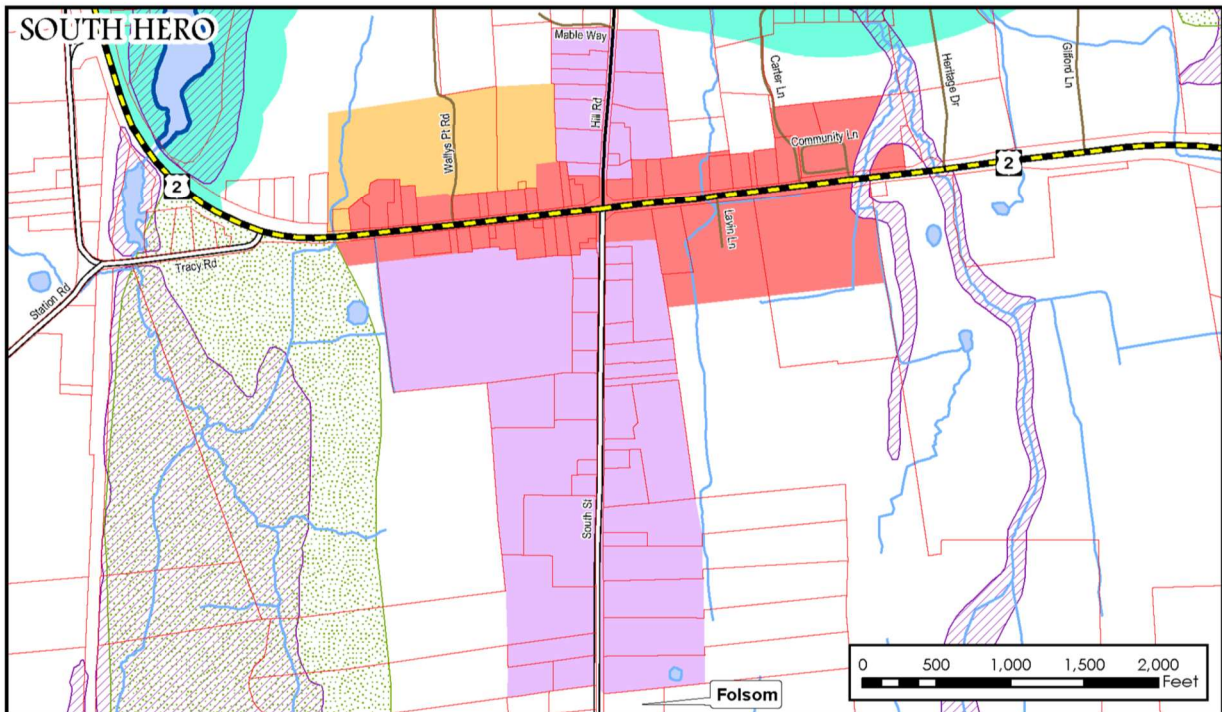 SOUTH HERO
Mable Way
Carter Ln
Heritage Dr
Gifford Ln
Wallys Pt Rd
Hill Rd
Community Ln
2
2
Lavin Ln
Tracy Rd
Station Rd
South St
Folsom
0 500 1,000 1,500 2,000
Feet